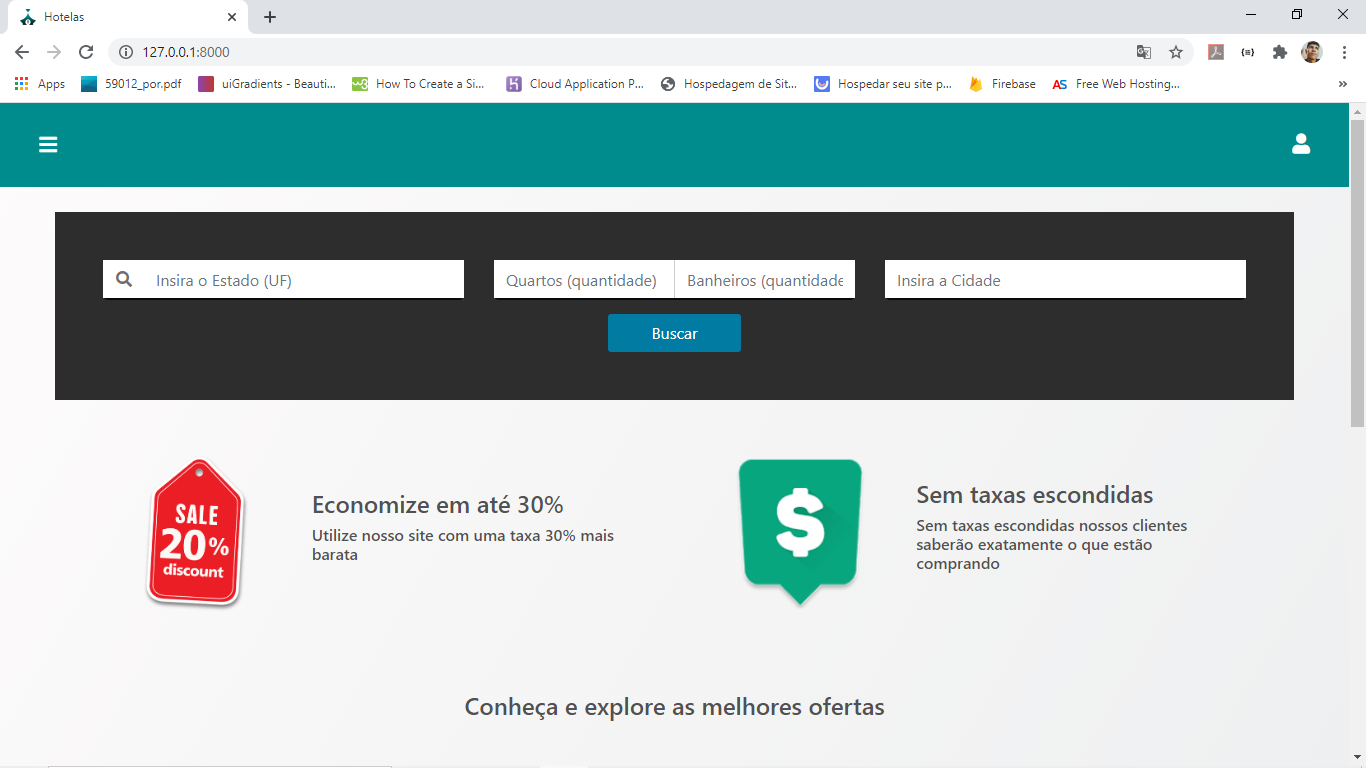 Hotelas
127.0.0.1:8000
Apps
59012_por.pdf
uiGradients - Beauti...
How To Create a Si...
Cloud Application P...
Hospedagem de Sit...
Hospedar seu site p...
Firebase
AS
Free Web Hosting...
Insira o Estado (UF)
Quartos (quantidade)
Banheiros (quantidade
Insira a Cidade
Buscar
SALE
20%
discount
Economize em até 30%
Utilize nosso site com uma taxa 30% mais
barata
$
Sem taxas escondidas
Sem taxas escondidas nossos clientes
saberão exatamente o que estão
comprando
Conheça e explore as melhores ofertas